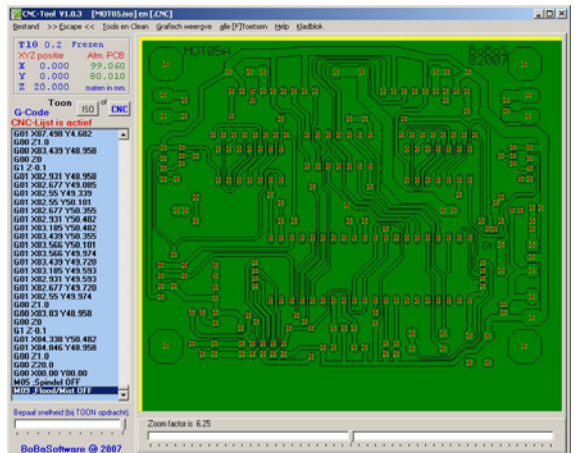 CNC-Tool V1.0.3 [MOT05.iso] en [.CNC]
Bestand >> Escape << Tools en Clean Grafisch weergve alle [F]Toetsen Help Kladblok
T10 0.2 Frezen
XYZ positie Afm. PCB
X 0.000 99.060
Y 0.000 80.010
Z 20.000 maten in mm.
Toon of
G-Code ISO CNC
CNC-Lijst is actief
G01 X87.498 Y4.682
G00 Z1.0
G00 X83.439 Y48.958
G00 Z0
G1 Z-0.1
G01 X82.931 Y48.958
G01 X82.677 Y49.085
G01 X82.55 Y49.339
G01 X82.55 Y50.101
G01 X82.677 Y50.355
G01 X82.931 Y50.482
G01 X83.185 Y50.482
G01 X83.439 Y50.355
G01 X83.566 Y50.101
G01 X83.566 Y49.974
G01 X83.439 Y49.720
G01 X83.185 Y49.593
G01 X82.931 Y49.593
G01 X82.677 Y49.720
G01 X82.55 Y49.974
G00 Z1.0
G00 X83.83 Y48.958
G00 Z0
G1 Z-0.1
G01 X84.338 Y50.482
G01 X84.846 Y48.958
G00 Z1.0
G00 Z20.0
G00 X00.00 Y00.00
M05 ;Spindel OFF
M09 ;Flood/Mist OFF
Bepaal snelheid (bij TOON opdracht).
BoBaSoftware @ 2007
MOT05A
BoBaS
©2007
6V
Zoom factor is 6.25